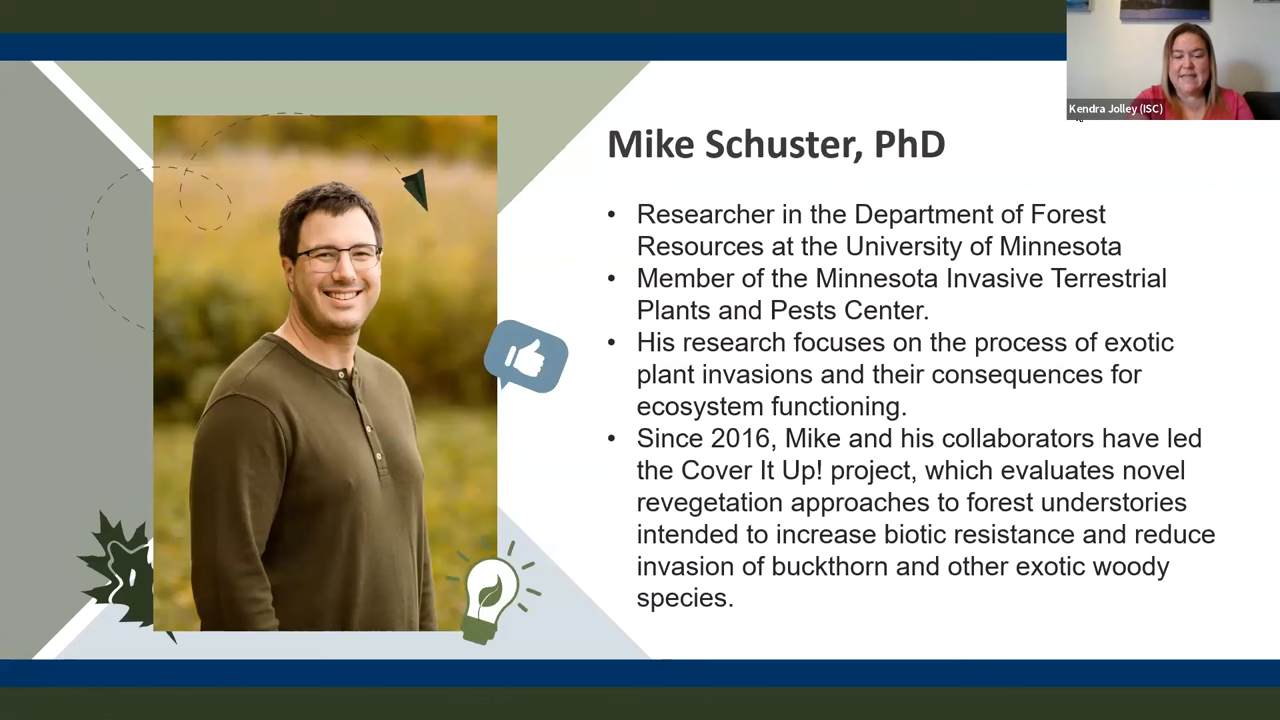 Kendra Jolley (ISC)
Mike Schuster, PhD
• Researcher in the Department of Forest
Resources at the University of Minnesota
• Member of the Minnesota Invasive Terrestrial
Plants and Pests Center.
• His research focuses on the process of exotic
plant invasions and their consequences for
ecosystem functioning.
• Since 2016, Mike and his collaborators have led
the Cover It Up! project, which evaluates novel
revegetation approaches to forest understories
intended to increase biotic resistance and reduce
invasion of buckthorn and other exotic woody
species.